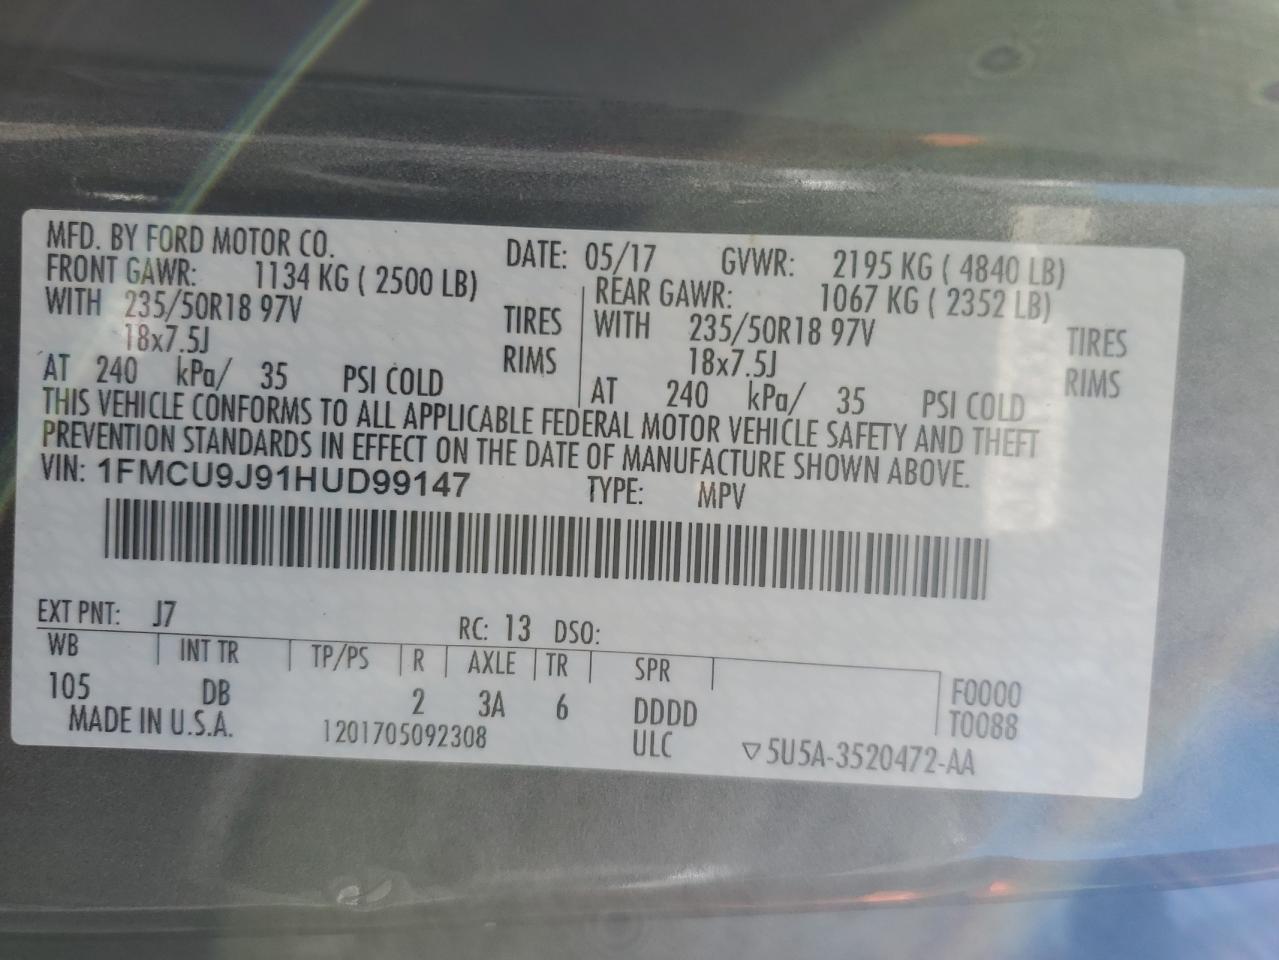 MFD. BY FORD MOTOR CO. DATE: 05/17 GVWR: 2195 KG ( 4840 LB)
FRONT GAWR: 1134 KG ( 2500 LB) REAR GAWR: 1067 KG ( 2352 LB)
WITH 235/50R18 97V TIRES WITH 235/50R18 97V TIRES
18x7.5J RIMS 18x7.5J RIMS
AT 240 kPa/ 35 PSI COLD AT 240 kPa/ 35 PSI COLD
THIS VEHICLE CONFORMS TO ALL APPLICABLE FEDERAL MOTOR VEHICLE SAFETY AND THEFT
PREVENTION STANDARDS IN EFFECT ON THE DATE OF MANUFACTURE SHOWN ABOVE.
VIN: 1FMCU9J91HUD99147 TYPE: MPV
EXT PNT: J7 RC: 13 DSO:
WB INT TR TP/PS R AXLE TR SPR
105 DB 2 3A 6 DDDD F0000
T0088
MADE IN U.S.A. 1201705092308 ULC ▽5U5A-3520472-AA